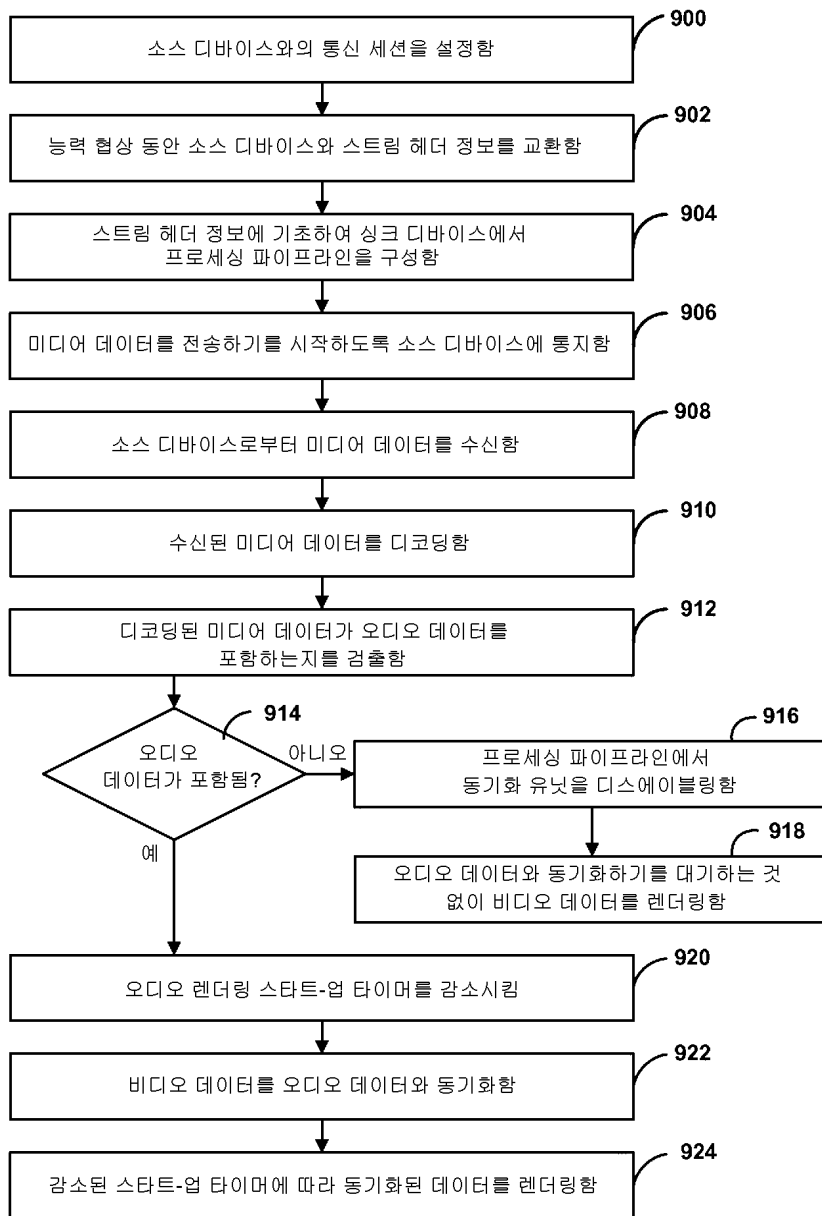 900
소스 디바이스와의 통신 세션을 설정함
902
능력 협상 동안 소스 디바이스와 스트림 헤더 정보를 교환함
904
스트림 헤더 정보에 기초하여 싱크 디바이스에서
프로세싱 파이프라인을 구성함
906
미디어 데이터를 전송하기를 시작하도록 소스 디바이스에 통지함
908
소스 디바이스로부터 미디어 데이터를 수신함
910
수신된 미디어 데이터를 디코딩함
912
디코딩된 미디어 데이터가 오디오 데이터를
포함하는지를 검출함
914
오디오
데이터가 포함됨?
아니오
예
916
프로세싱 파이프라인에서
동기화 유닛을 디스에이블링함
918
오디오 데이터와 동기화하기를 대기하는 것
없이 비디오 데이터를 렌더링함
920
오디오 렌더링 스타트-업 타이머를 감소시킴
922
비디오 데이터를 오디오 데이터와 동기화함
924
감소된 스타트-업 타이머에 따라 동기화된 데이터를 렌더링함